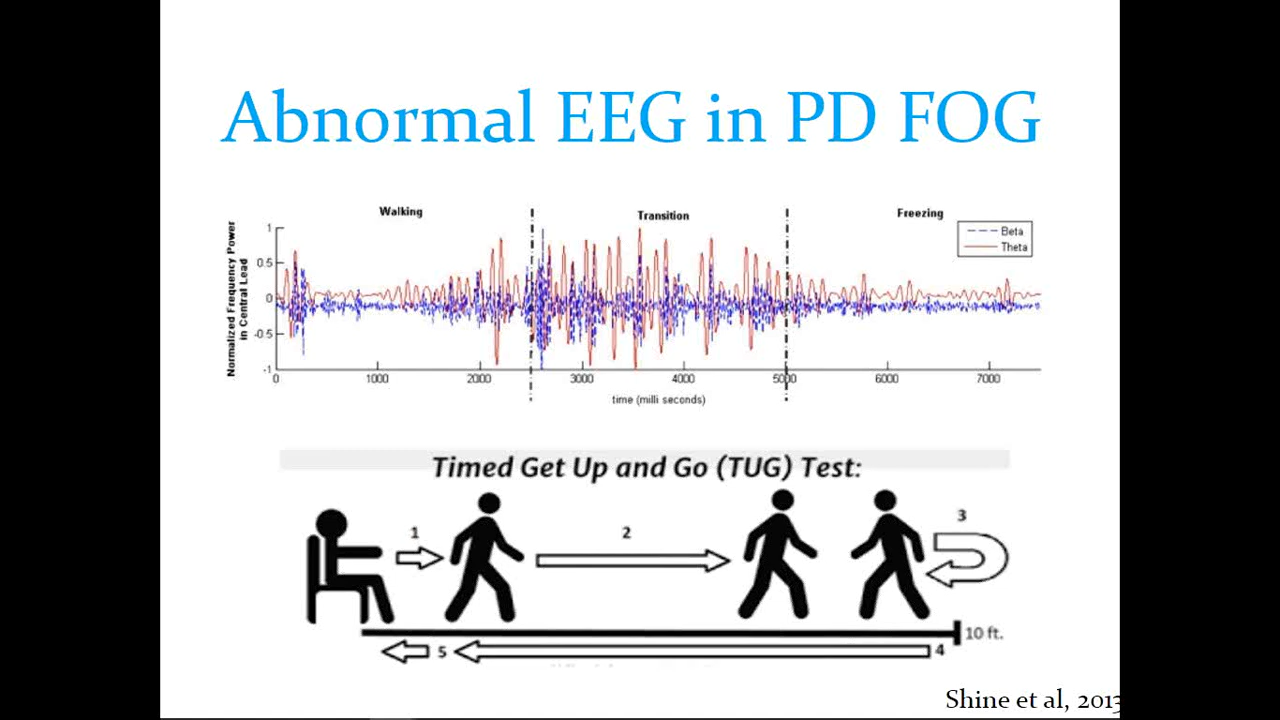 Abnormal EEG in PD FOG
Walking
Transition
Freezing
Beta
Theta
Normalized Frequency Power
in Central Lead
1
0.5
0
-0.5
-1
0 1000 2000 3000 4000 5000 6000 7000
time (milli seconds)
Timed Get Up and Go (TUG) Test:
1
2
3
10 ft.
5
4
Shine et al, 2013